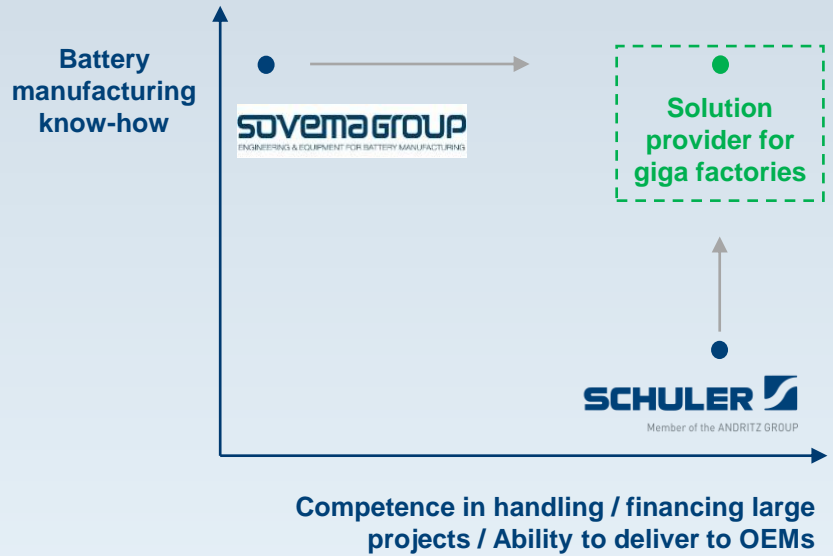 Battery
manufacturing
know-how
SOVEMA GROUP
ENGINEERING & EQUIPMENT FOR BATTERY MANUFACTURING
Solution
provider for
giga factories
SCHULER
Member of the ANDRITZ GROUP
Competence in handling / financing large
projects / Ability to deliver to OEMs